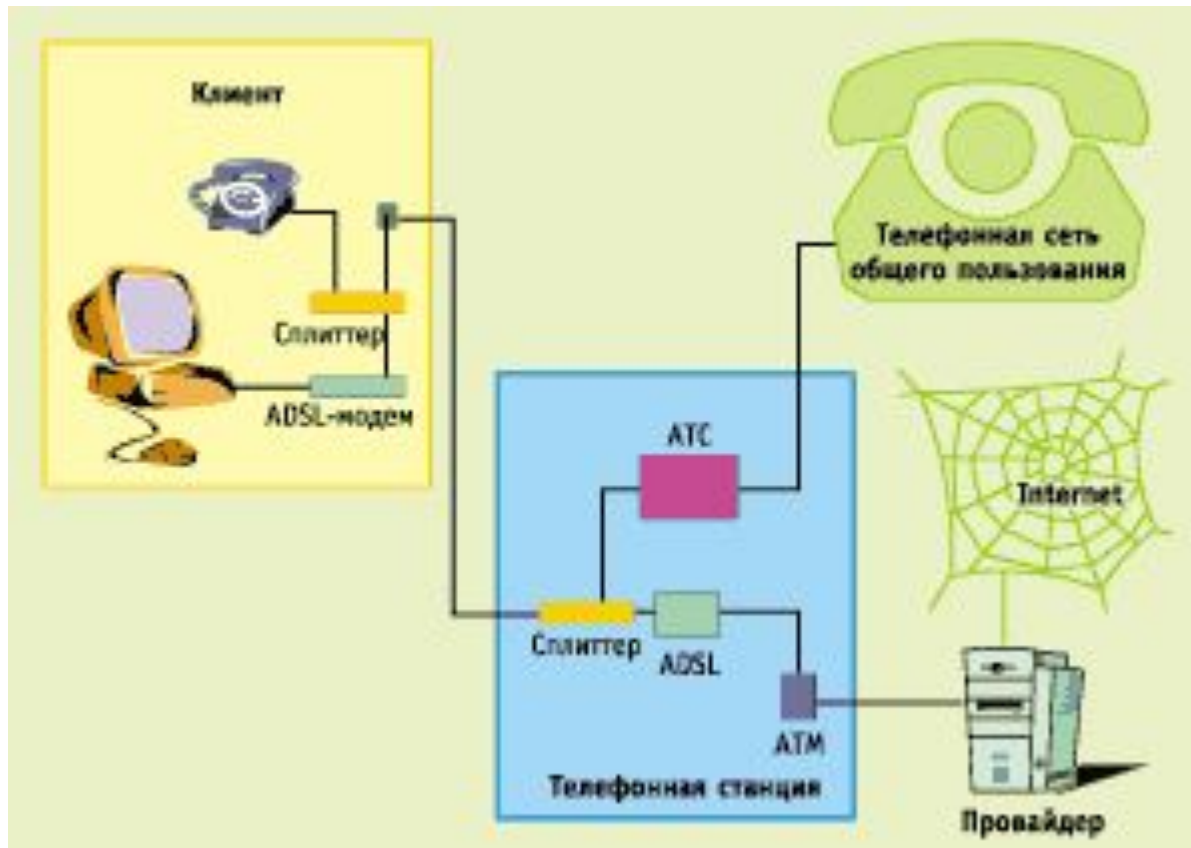 Клиент
Сплиттер
ADSL-модем
Телефонная сеть
общего пользования
АТС
Internet
Сплиттер
ADSL
ATM
Телефонная станция
Провайдер